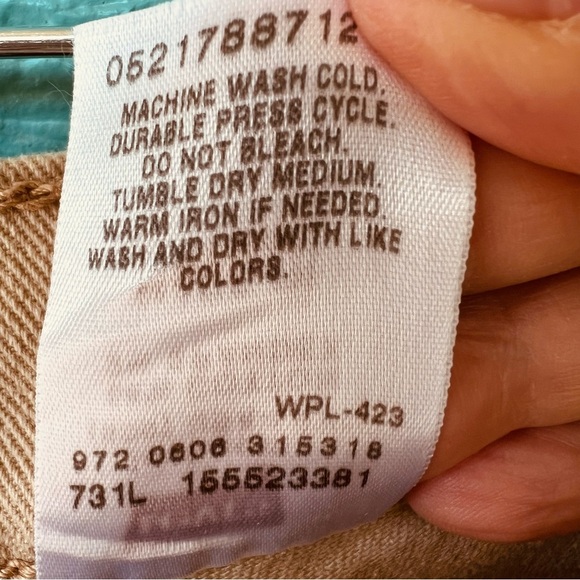 0521788712
MACHINE WASH COLD.
DURABLE PRESS CYCLE.
DO NOT BLEACH.
TUMBLE DRY MEDIUM.
WARM IRON IF NEEDED.
WASH AND DRY WITH LIKE
COLORS.
WPL-423
972 0606 315318
731L 155523381